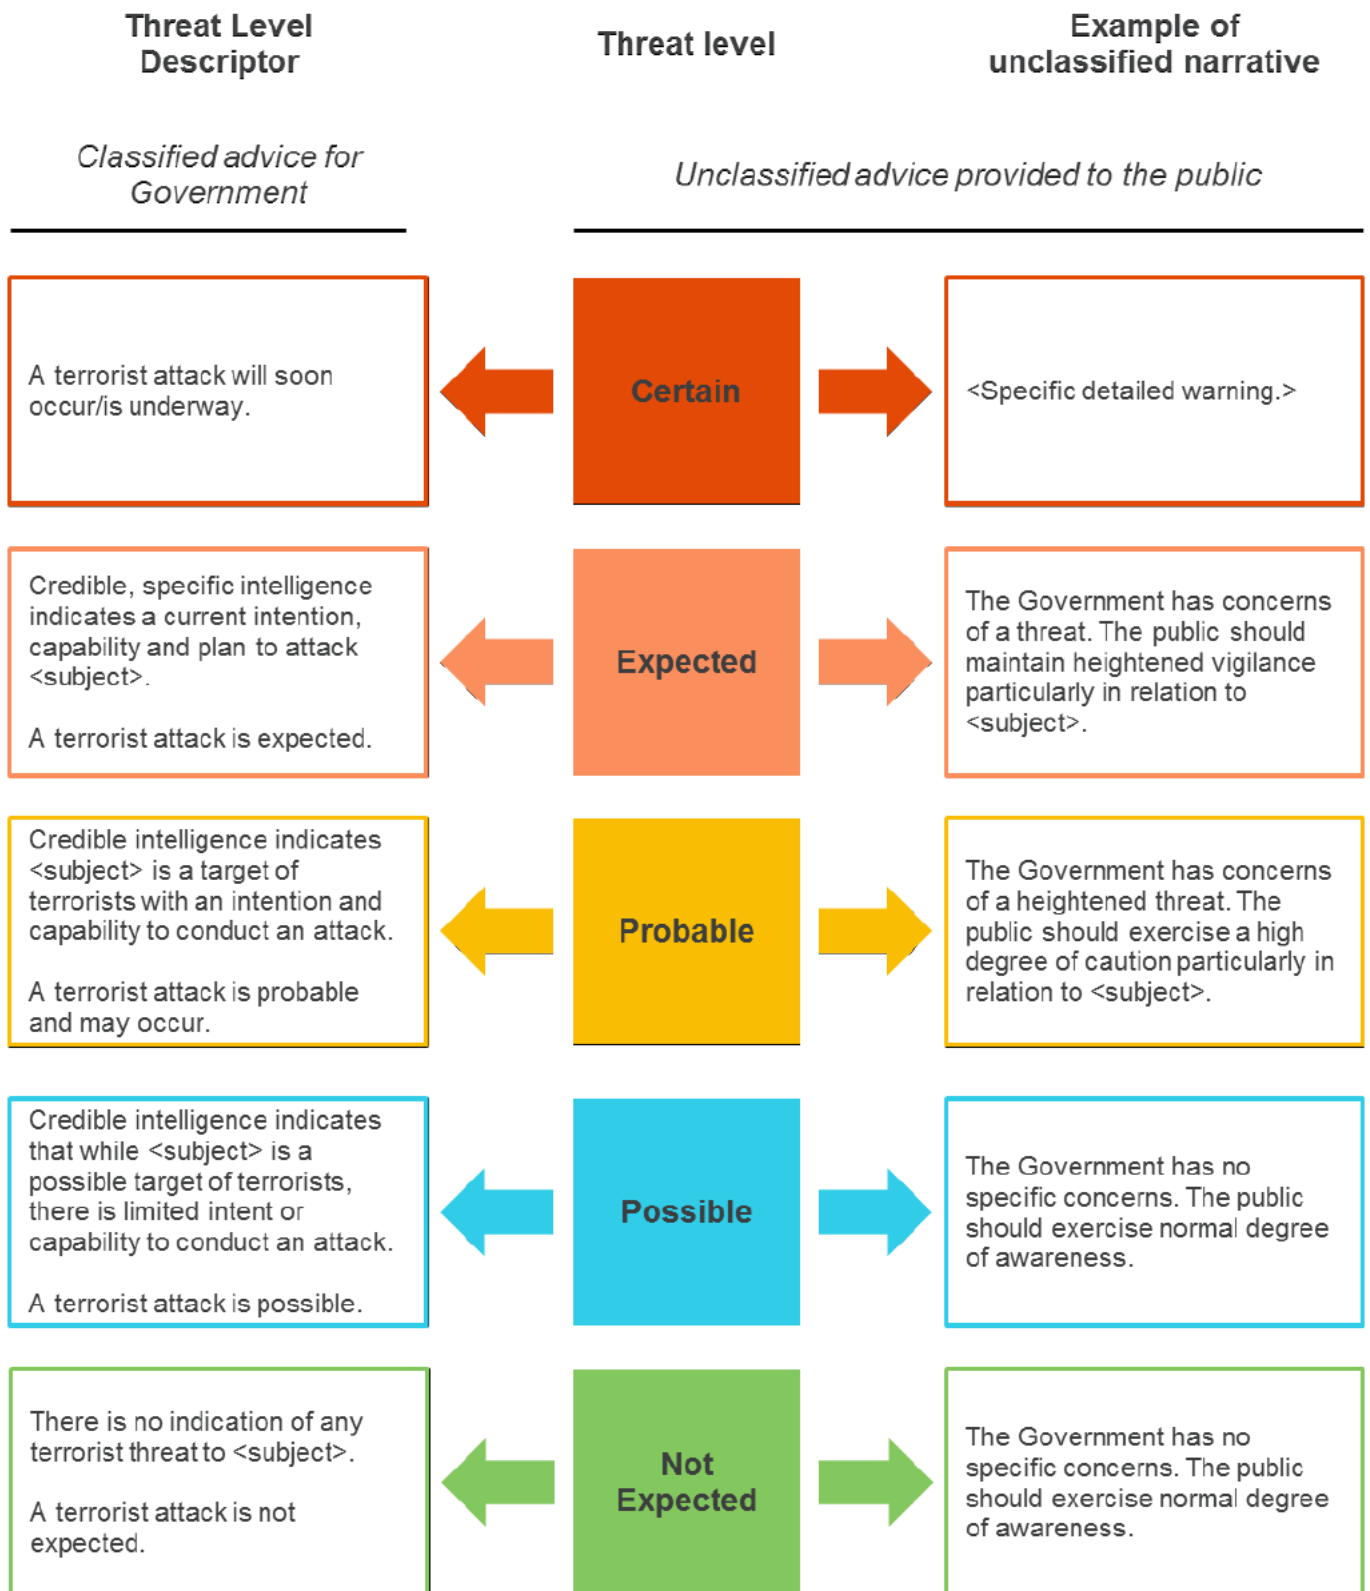 Threat Level
Descriptor
Threat level
Example of
unclassified narrative
Classified advice for
Government
Unclassified advice provided to the public
A terrorist attack will soon
occur/is underway.
Certain
<Specific detailed warning.>
Credible, specific intelligence
indicates a current intention,
capability and plan to attack
<subject>.
A terrorist attack is expected.
Expected
The Government has concerns
of a threat. The public should
maintain heightened vigilance
particularly in relation to
<subject>.
Credible intelligence indicates
<subject> is a target of
terrorists with an intention and
capability to conduct an attack.
A terrorist attack is probable
and may occur.
Probable
The Government has concerns
of a heightened threat. The
public should exercise a high
degree of caution particularly in
relation to <subject>.
Credible intelligence indicates
that while <subject> is a
possible target of terrorists,
there is limited intent or
capability to conduct an attack.
A terrorist attack is possible.
Possible
The Government has no
specific concerns. The public
should exercise normal degree
of awareness.
There is no indication of any
terrorist threat to <subject>.
A terrorist attack is not
expected.
Not
Expected
The Government has no
specific concerns. The public
should exercise normal degree
of awareness.